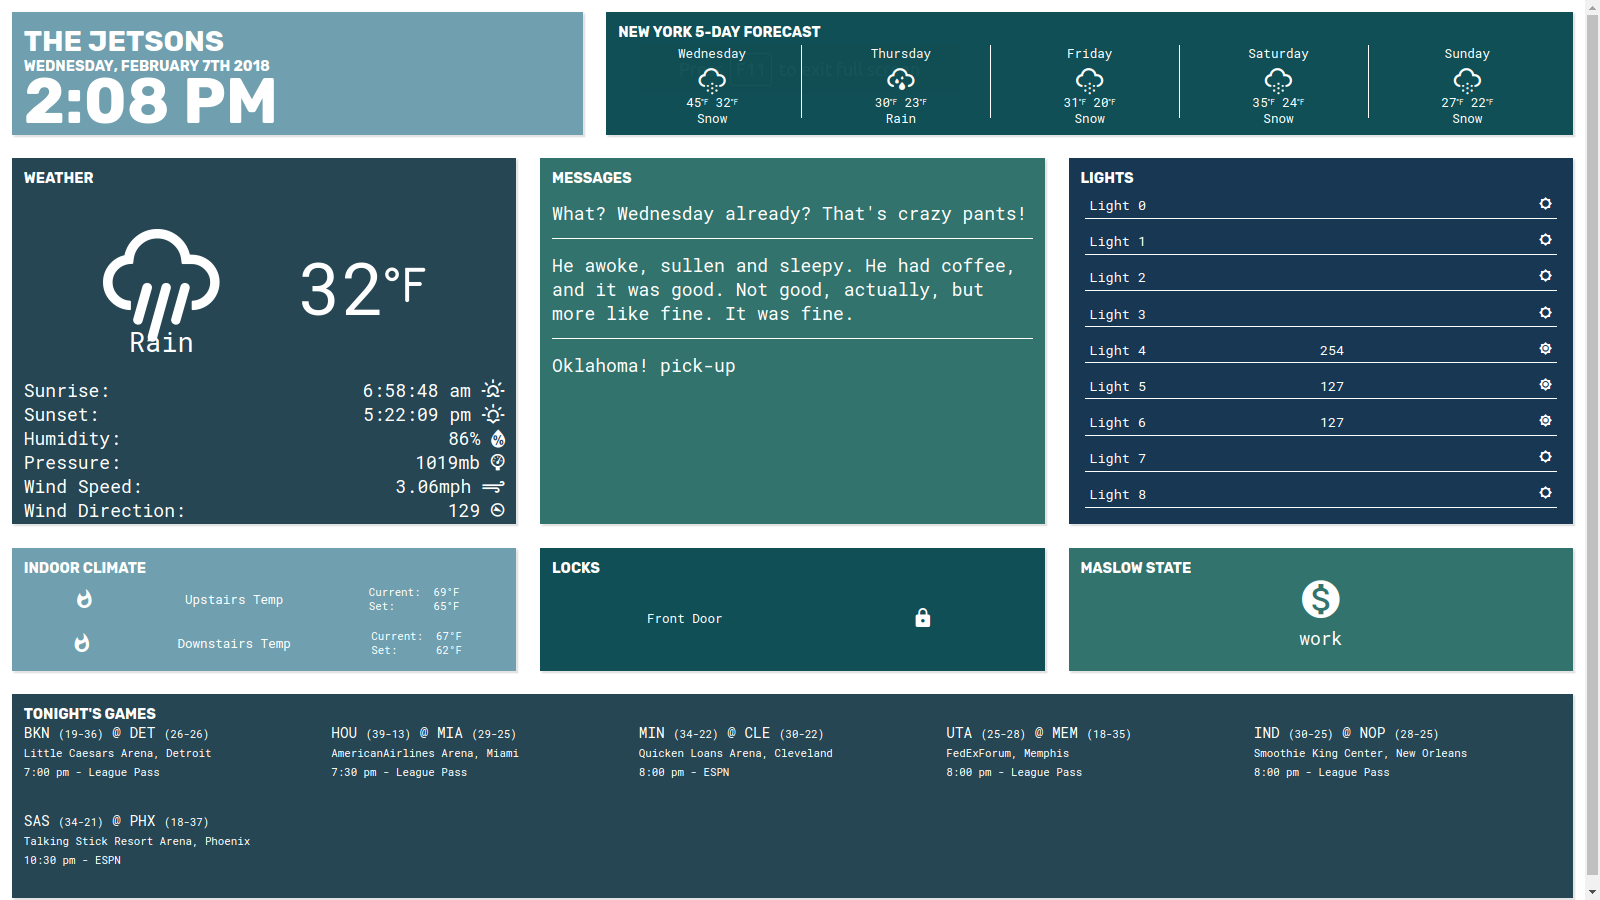 THE JETSONS
WEDNESDAY, FEBRUARY 7TH 2018
2:08 PM
NEW YORK 5-DAY FORECAST
Wednesday
45°F 32°F
Snow
Thursday
30°F 23°F
Rain
Friday
31°F 20°F
Snow
Saturday
35°F 24°F
Snow
Sunday
27°F 22°F
Snow
to exit full screen
WEATHER
Rain
32°F
Sunrise: 6:58:48 am
Sunset: 5:22:09 pm
Humidity: 86%
Pressure: 1019mb
Wind Speed: 3.06mph
Wind Direction: 129
MESSAGES
What? Wednesday already? That's crazy pants!
He awoke, sullen and sleepy. He had coffee,
and it was good. Not good, actually, but
more like fine. It was fine.
Oklahoma! pick-up
LIGHTS
Light 0
Light 1
Light 2
Light 3
Light 4 254
Light 5 127
Light 6 127
Light 7
Light 8
INDOOR CLIMATE
Upstairs Temp
Current: 69°F
Set: 65°F
Downstairs Temp
Current: 67°F
Set: 62°F
LOCKS
Front Door
MASLOW STATE
work
TONIGHT'S GAMES
BKN (19-36) @ DET (26-26)
Little Caesars Arena, Detroit
7:00 pm - League Pass
HOU (39-13) @ MIA (29-25)
AmericanAirlines Arena, Miami
7:30 pm - League Pass
MIN (34-22) @ CLE (30-22)
Quicken Loans Arena, Cleveland
8:00 pm - ESPN
UTA (25-28) @ MEM (18-35)
FedExForum, Memphis
8:00 pm - League Pass
IND (30-25) @ NOP (28-25)
Smoothie King Center, New Orleans
8:00 pm - League Pass
SAS (34-21) @ PHX (18-37)
Talking Stick Resort Arena, Phoenix
10:30 pm - ESPN